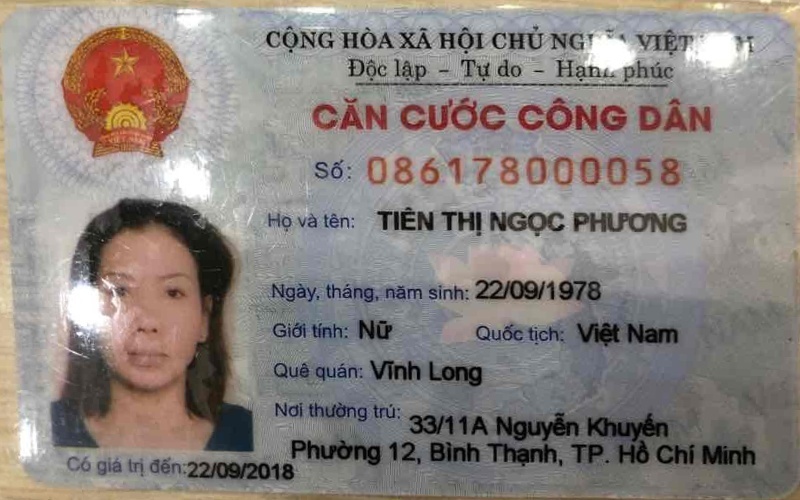 CỘNG HÒA XÃ HỘI CHỦ NGHĨA VIỆT NAM
Độc lập - Tự do - Hạnh phúc
CĂN CƯỚC CÔNG DÂN
Số: 086178000058
Họ và tên: TIÊN THỊ NGỌC PHƯƠNG
Ngày, tháng, năm sinh: 22/09/1978
Giới tính: Nữ Quốc tịch: Việt Nam
Quê quán: Vĩnh Long
Nơi thường trú: 33/11A Nguyễn Khuyến
Phường 12, Bình Thạnh, TP. Hồ Chí Minh
Có giá trị đến: 22/09/2018